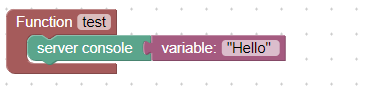 Function test
server console variable: "Hello"